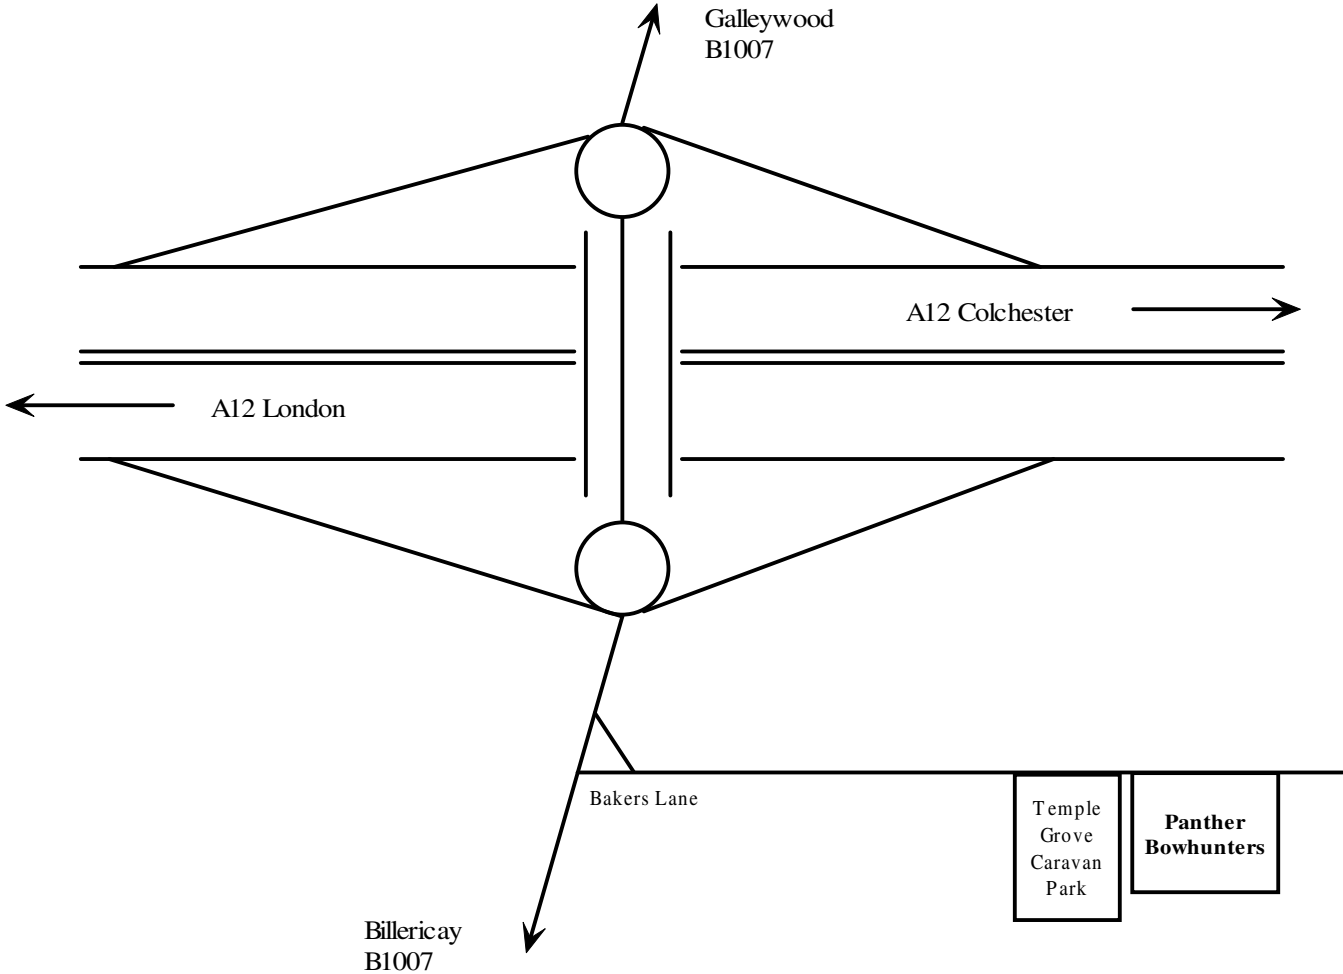 Galleywood
B1007
A12 Colchester
A12 London
Bakers Lane
Temple
Grove
Caravan
Park
Panther
Bowhunters
Billericay
B1007